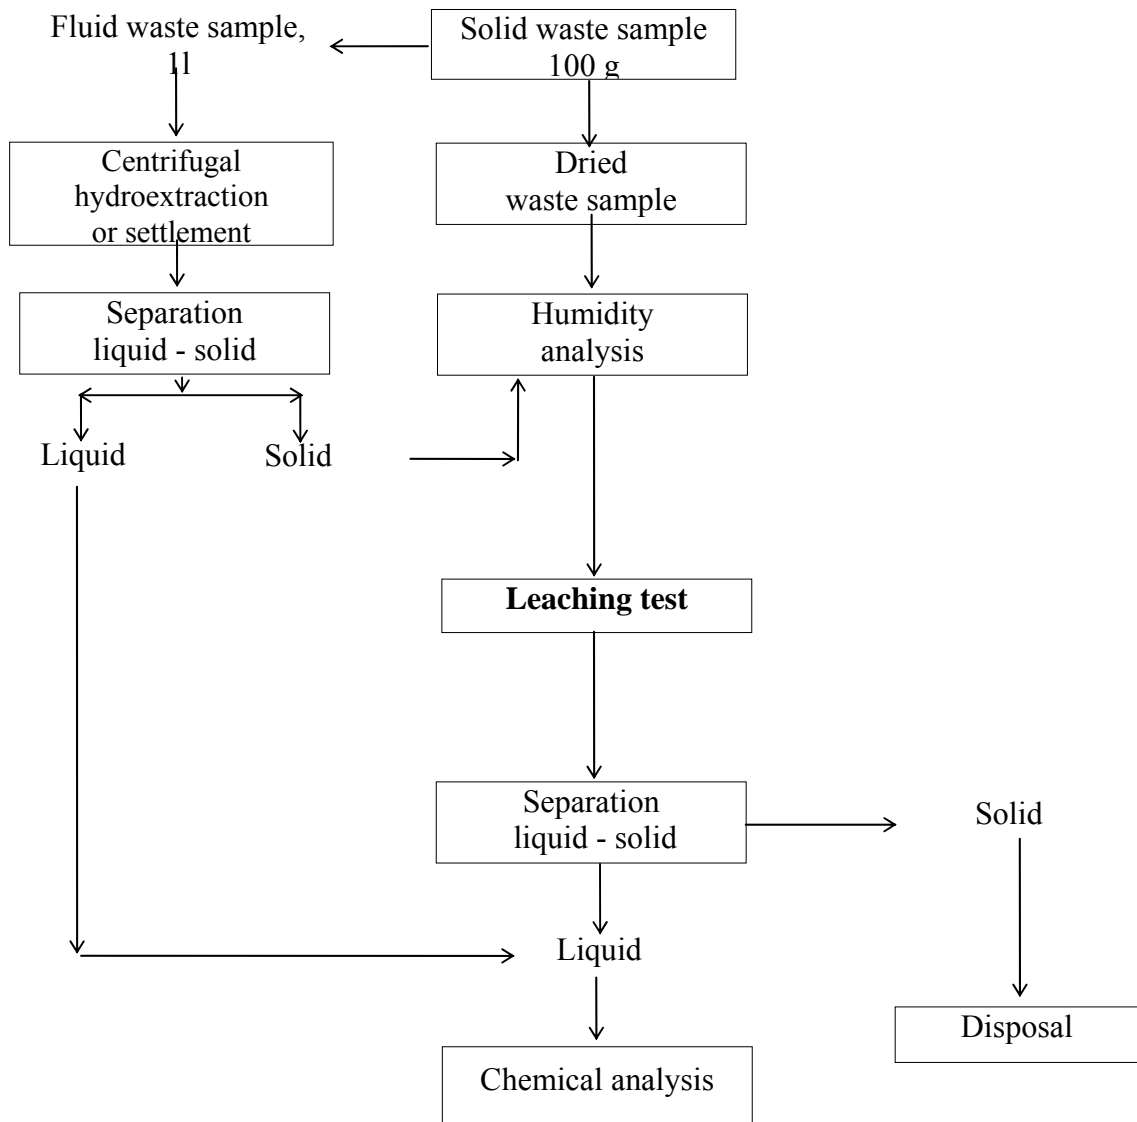 Fluid waste sample,
1l
Solid waste sample
100 g
Centrifugal
hydroextraction
or settlement
Dried
waste sample
Separation
liquid - solid
Humidity
analysis
Liquid
Solid
Leaching test
Separation
liquid - solid
Solid
Liquid
Disposal
Chemical analysis